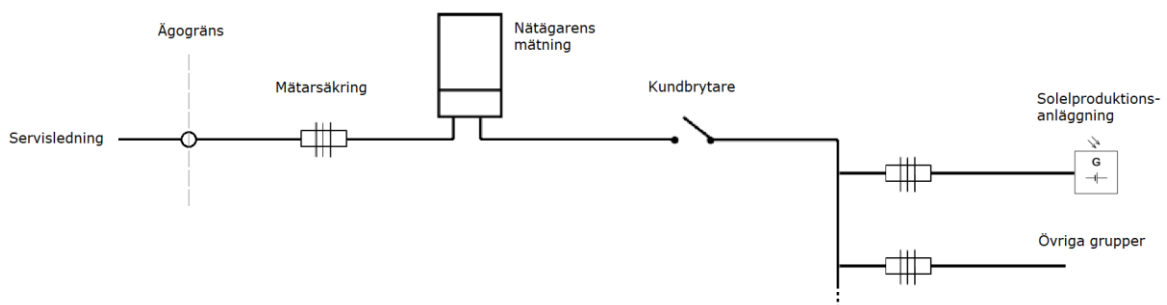 Ägogräns
Nätägarens
mätning
Mätarsäkring
Kundbrytare
Solelproduktions-
anläggning
Servisledning
G
Övriga grupper